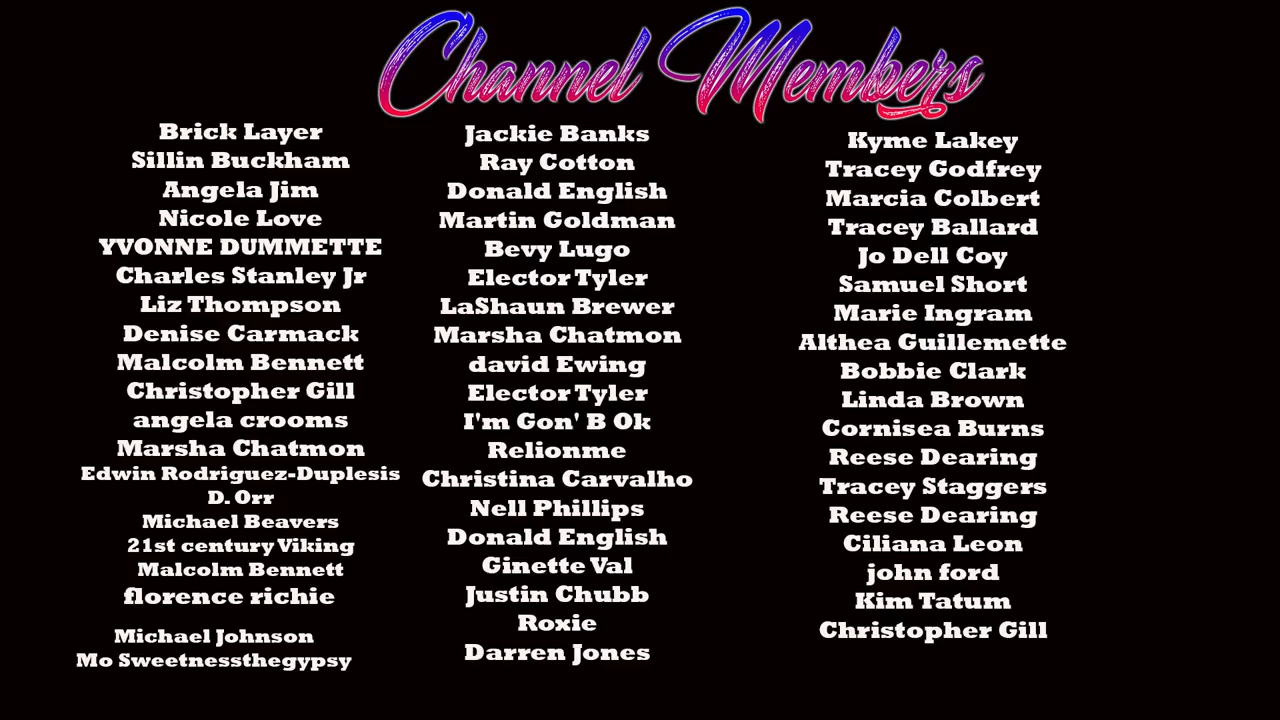 Channel Members
Brick Layer
Sillin Buckham
Angela Jim
Nicole Love
YVONNE DUMMETTE
Charles Stanley Jr
Liz Thompson
Denise Carmack
Malcolm Bennett
Christopher Gill
angela crooms
Marsha Chatmon
Edwin Rodriguez-Duplesis
D. Orr
Michael Beavers
21st century Viking
Malcolm Bennett
florence richie
Michael Johnson
Mo Sweetnessthegypsy
Jackie Banks
Ray Cotton
Donald English
Martin Goldman
Bevy Lugo
Elector Tyler
LaShaun Brewer
Marsha Chatmon
david Ewing
Elector Tyler
I'm Gon' B Ok
Relionme
Christina Carvalho
Nell Phillips
Donald English
Ginette Val
Justin Chubb
Roxie
Darren Jones
Kyme Lakey
Tracey Godfrey
Marcia Colbert
Tracey Ballard
Jo Dell Coy
Samuel Short
Marie Ingram
Althea Guillemette
Bobbie Clark
Linda Brown
Cornisea Burns
Reese Dearing
Tracey Staggers
Reese Dearing
Ciliana Leon
john ford
Kim Tatum
Christopher Gill